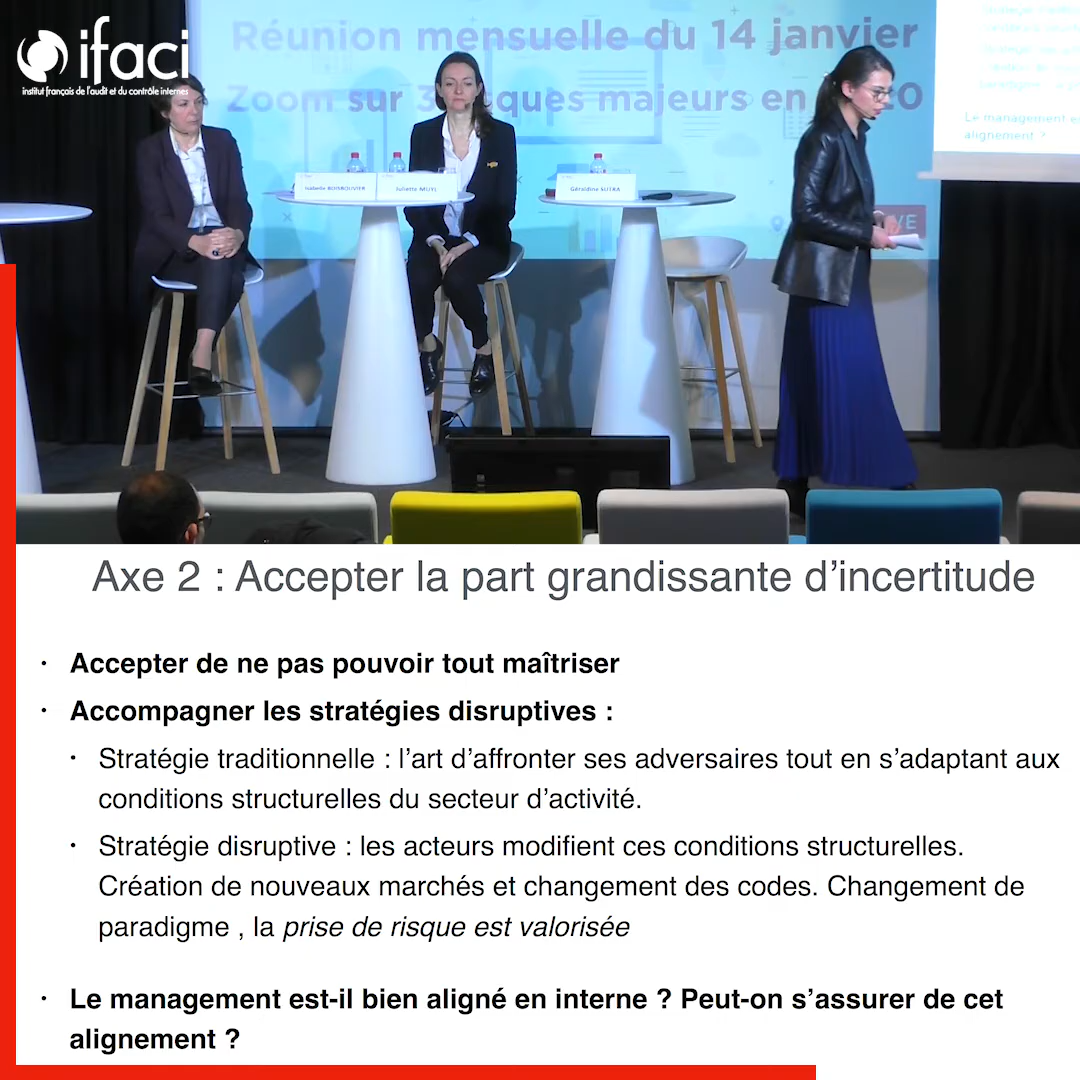 ifaci
institut français de l'audit et du contrôle internes
Réunion mensuelle du 14 janvier
Zoom sur 3 majeurs en
Isabelle BUISBOUVIER
Juliette MUYL
Géraldine SUTRA
Le management
alignement ?
Axe 2 : Accepter la part grandissante d’incertitude
· Accepter de ne pas pouvoir tout maîtriser
· Accompagner les stratégies disruptives :
· Stratégie traditionnelle : l’art d’affronter ses adversaires tout en s’adaptant aux
conditions structurelles du secteur d’activité.
· Stratégie disruptive : les acteurs modifient ces conditions structurelles.
Création de nouveaux marchés et changement des codes. Changement de
paradigme , la prise de risque est valorisée
· Le management est-il bien aligné en interne ? Peut-on s’assurer de cet
alignement ?